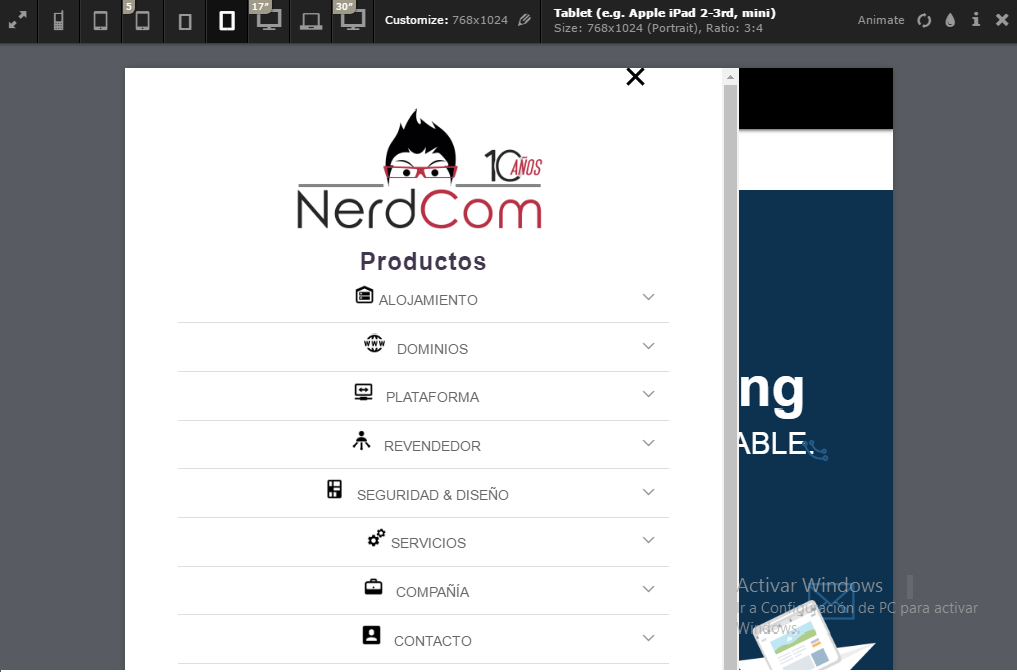 5
17"
30"
Customize: 768x1024
Tablet (e.g. Apple iPad 2-3rd, mini)
Size: 768x1024 (Portrait), Ratio: 3:4
Animate
10 AÑOS
NerdCom
Productos
ALOJAMIENTO
WWW DOMINIOS
PLATAFORMA
REVENDEDOR
SEGURIDAD & DISEÑO
SERVICIOS
COMPAÑÍA
CONTACTO
ng
ABLE.
Activar Windows
Ir a Configuración de PC para activar
Windows.